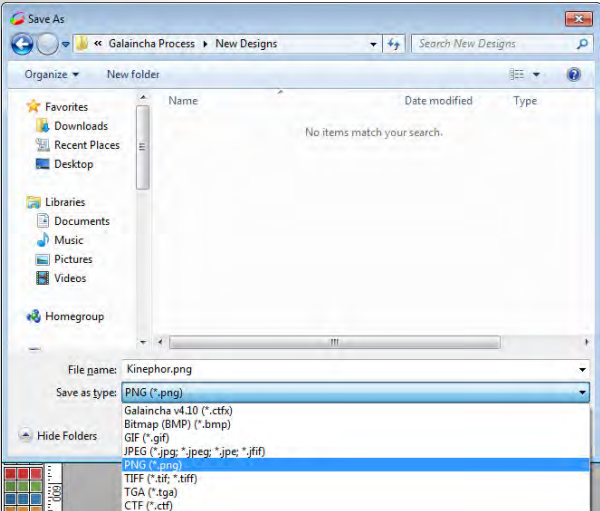 Save As
« Galaincha Process ▸ New Designs
Search New Designs
Organize ▾ New folder
Favorites
Downloads
Recent Places
Desktop
Libraries
Documents
Music
Pictures
Videos
Homegroup
Name Date modified Type
No items match your search.
File name: Kinephor.png
Save as type: PNG (*.png)
Galaincha v4.10 (*.ctfx)
Bitmap (BMP) (*.bmp)
GIF (*.gif)
JPEG (*.jpg; *.jpeg; *.jpe; *.jfif)
PNG (*.png)
TIFF (*.tif; *.tiff)
TGA (*.tga)
CTF (*.ctf)
Hide Folders